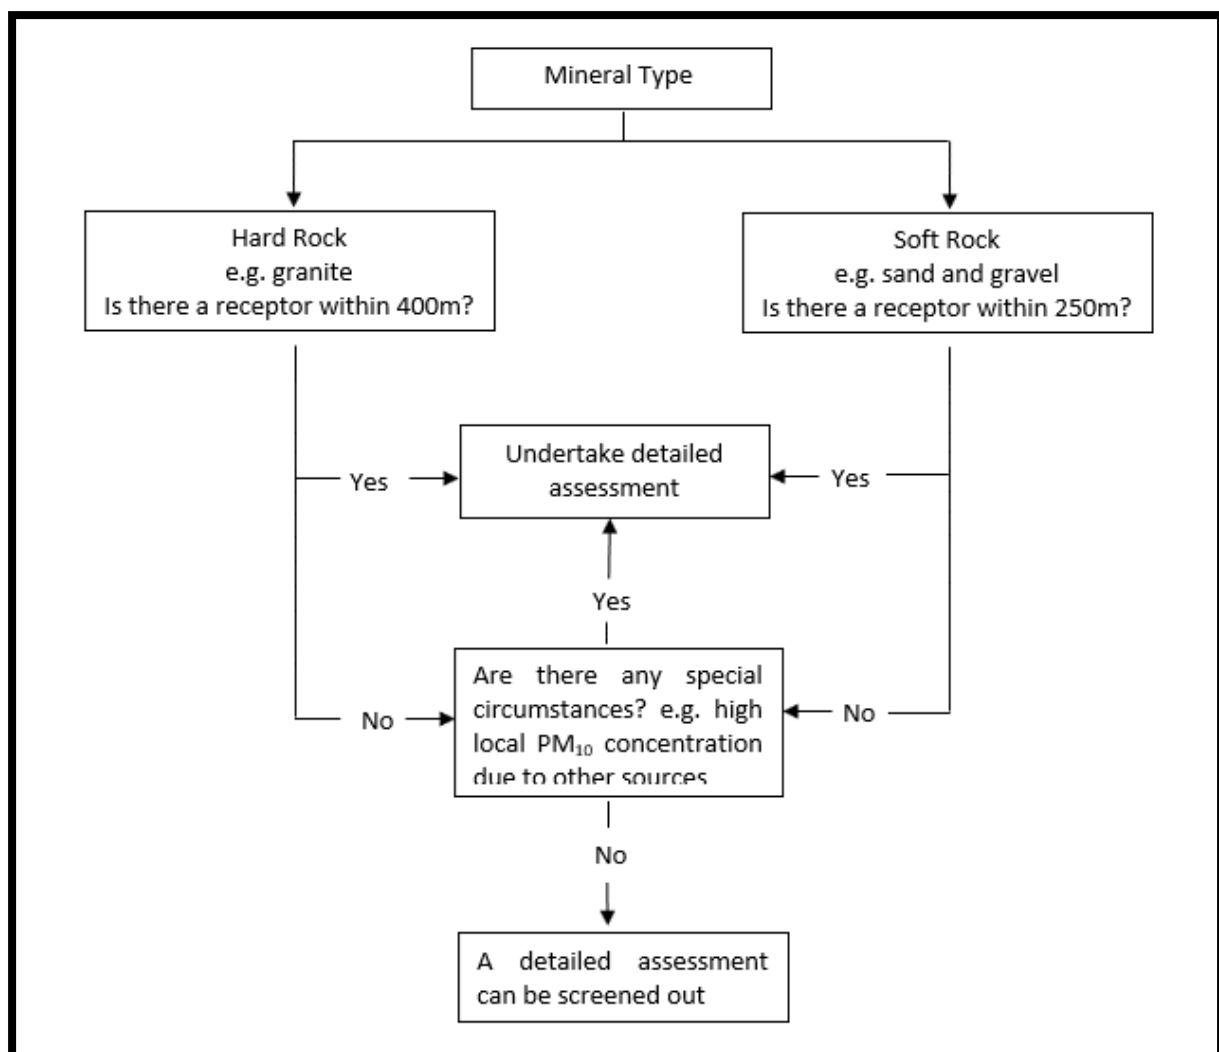 Mineral Type
Hard Rock
e.g. granite
Is there a receptor within 400m?
Soft Rock
e.g. sand and gravel
Is there a receptor within 250m?
Undertake detailed
assessment
Yes
Yes
Yes
Are there any special
circumstances? e.g. high
local PM₁₀ concentration
due to other sources
No
No
No
A detailed assessment
can be screened out